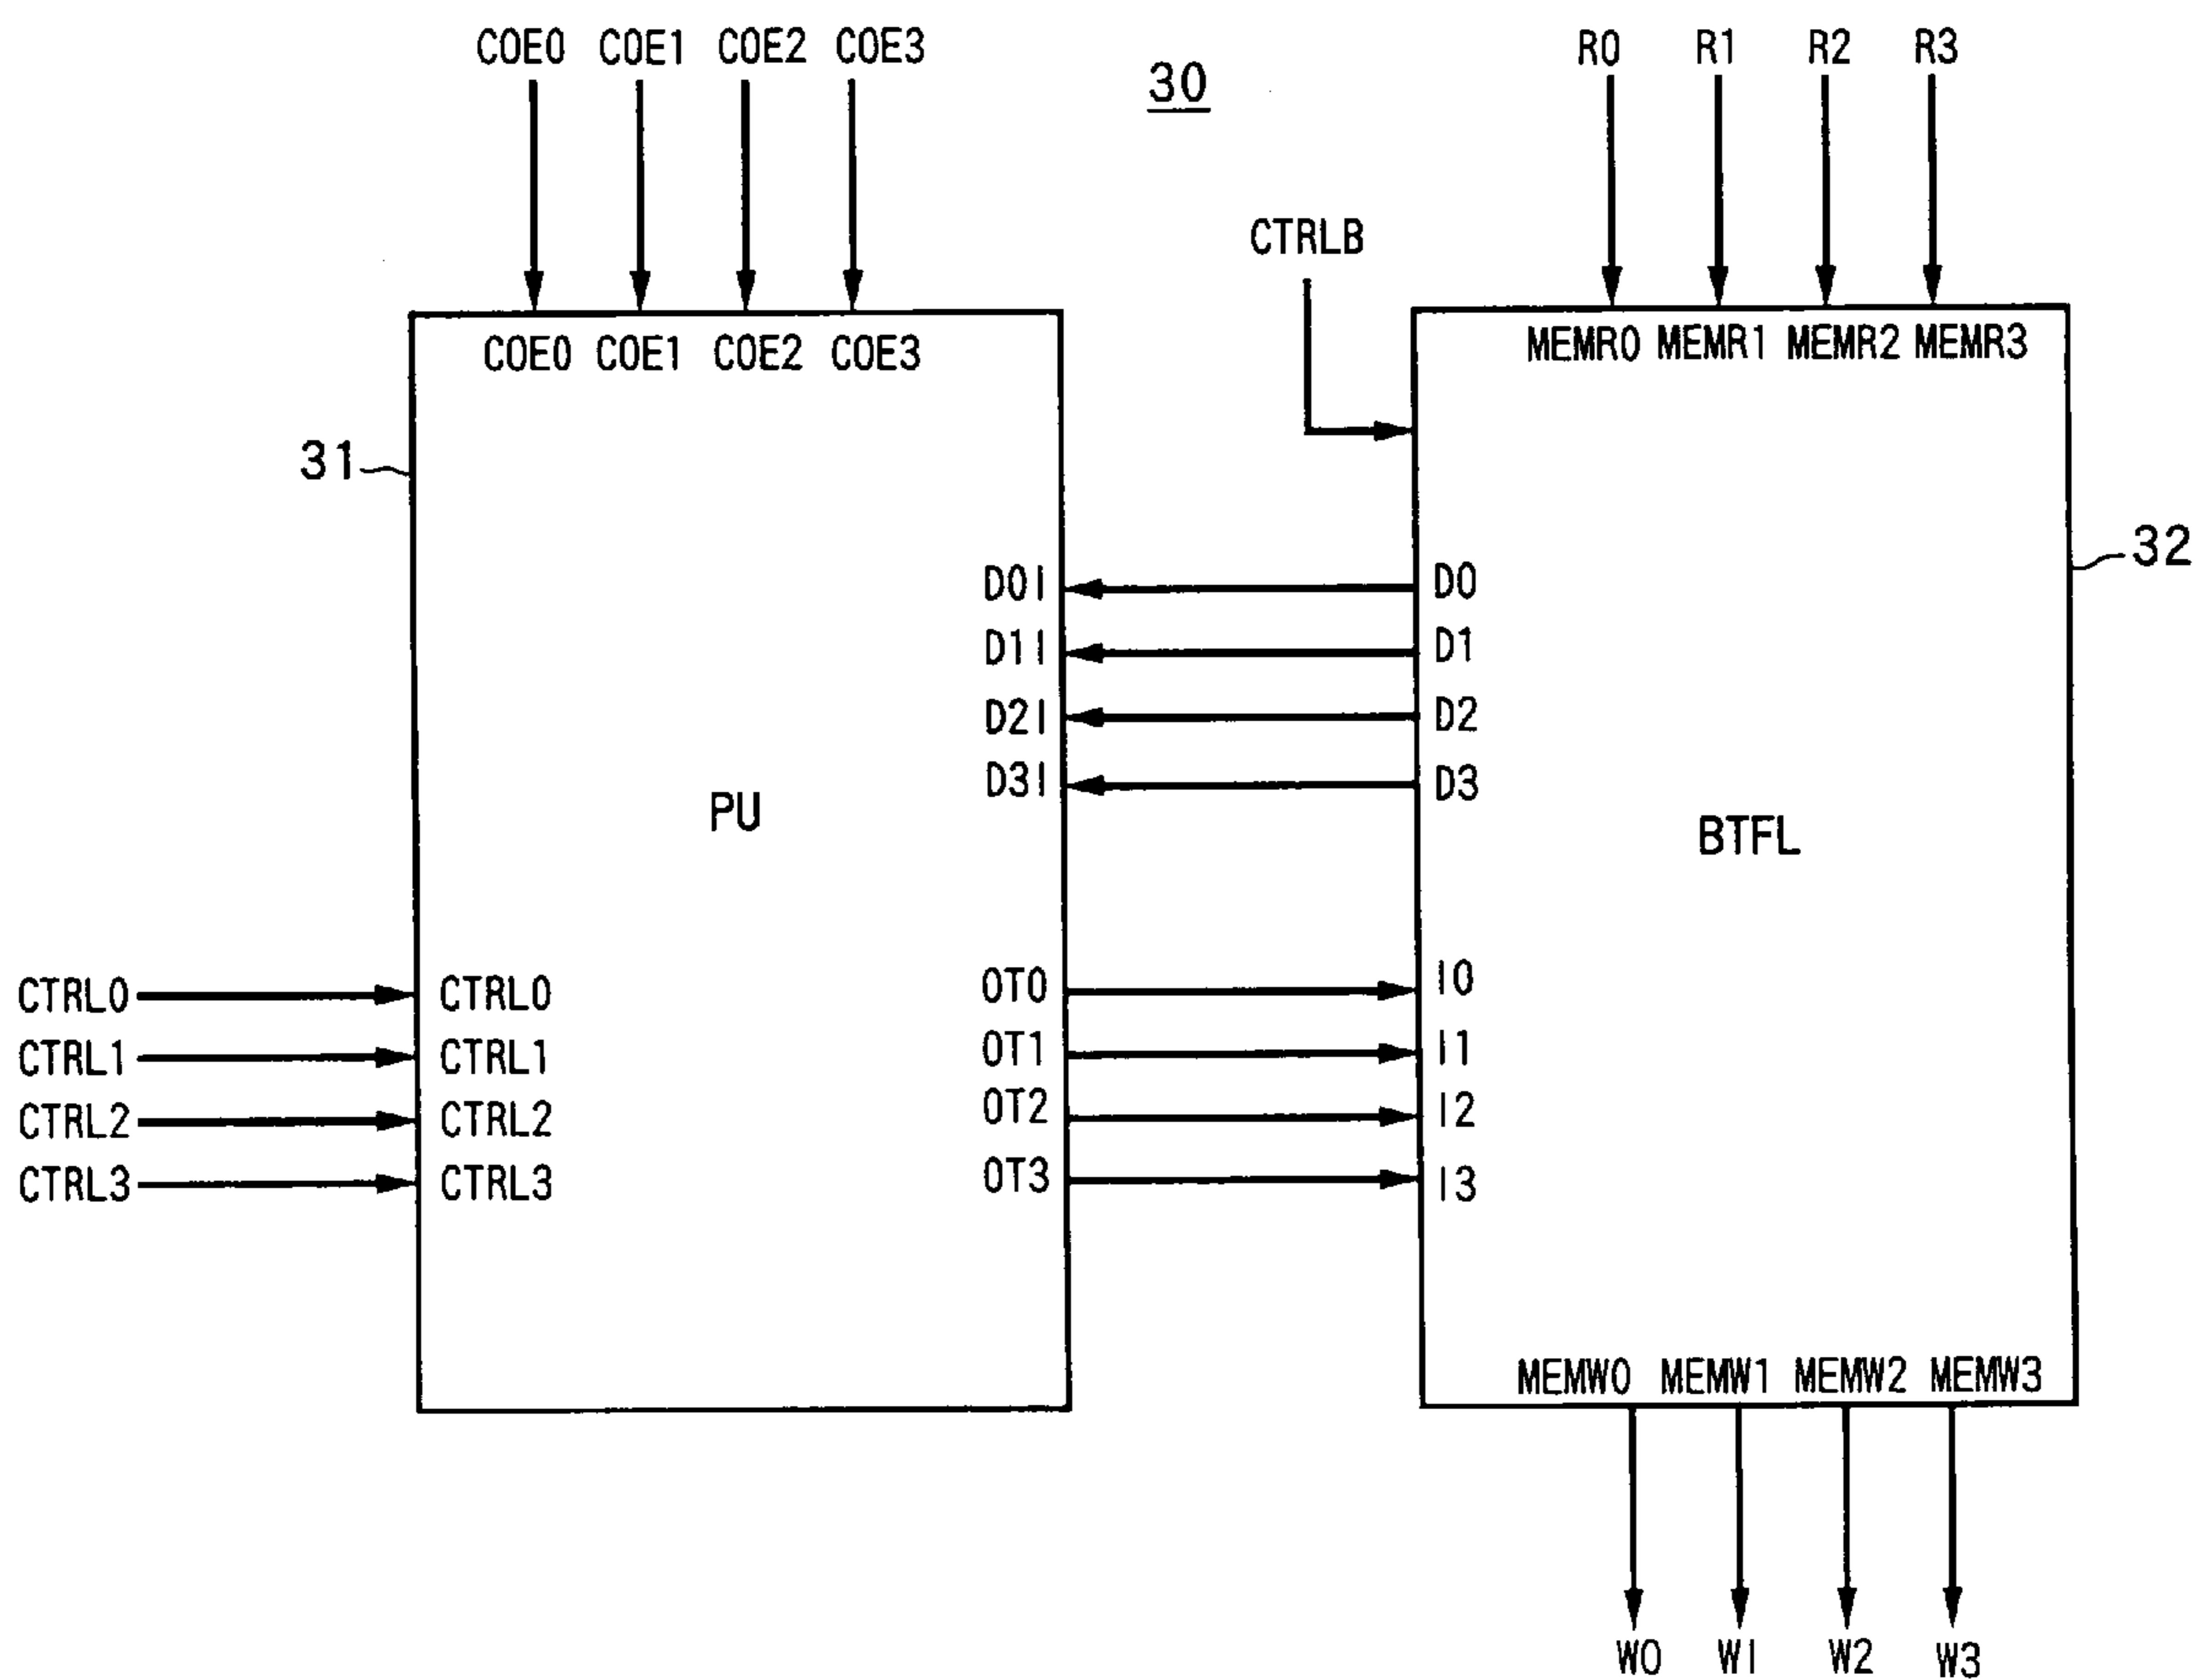 COE0 COE1 COE2 COE3
30
R0 R1 R2 R3
CTRLB
COE0 COE1 COE2 COE3
MEMR0 MEMR1 MEMR2 MEMR3
31
32
D0I D0
D1I D1
D2I D2
D3I D3
PU
BTFL
CTRL0 CTRL0 OT0 I0
CTRL1 CTRL1 OT1 I1
CTRL2 CTRL2 OT2 I2
CTRL3 CTRL3 OT3 I3
MEMW0 MEMW1 MEMW2 MEMW3
W0 W1 W2 W3